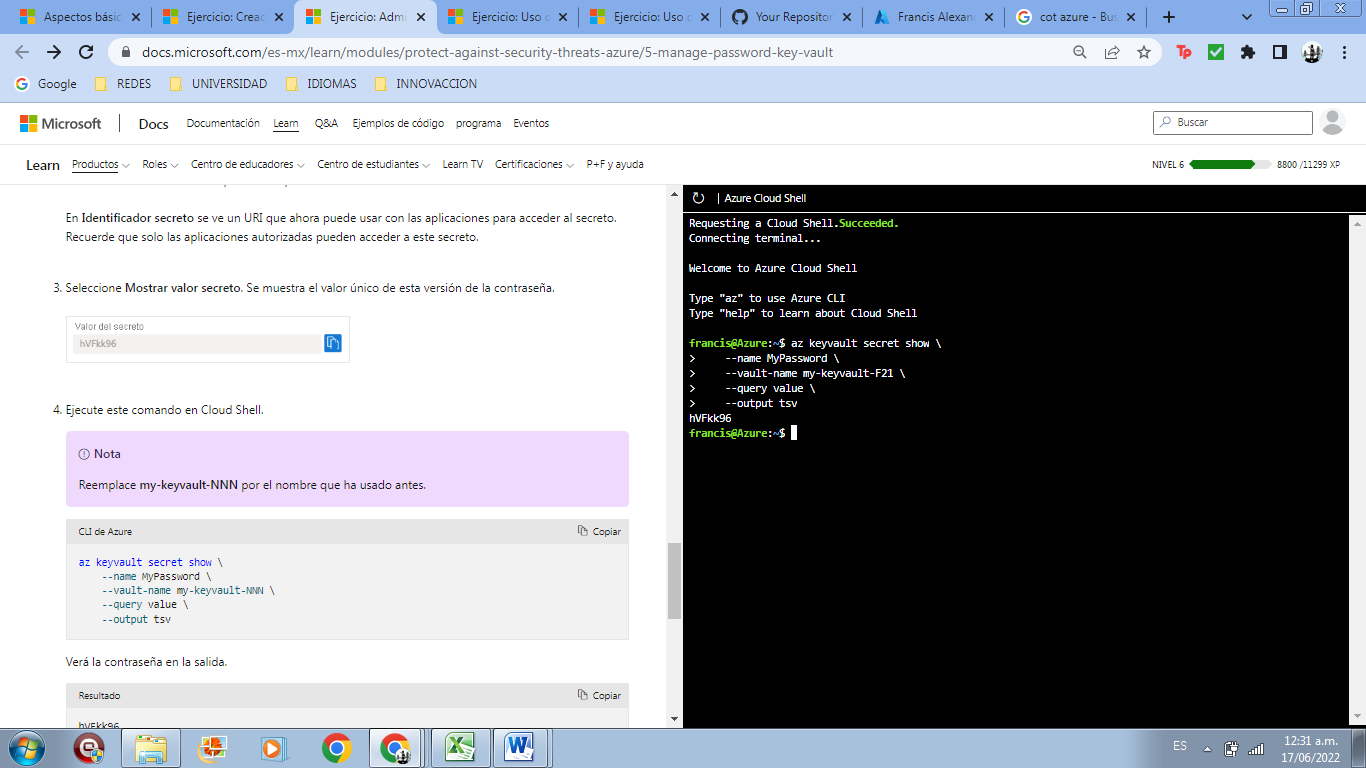 Aspectos básic
Ejercicio: Creac
Ejercicio: Admi
Ejercicio: Uso c
Ejercicio: Uso c
Your Repositor
Francis Alexan
cot azure - Bus
docs.microsoft.com/es-mx/learn/modules/protect-against-security-threats-azure/5-manage-password-key-vault
Google
REDES
UNIVERSIDAD
IDIOMAS
INNOVACCION
Microsoft
Docs
Documentación
Learn
Q&A
Ejemplos de código
programa
Eventos
Buscar
Learn
Productos
Roles
Centro de educadores
Centro de estudiantes
Learn TV
Certificaciones
P+F y ayuda
NIVEL 6
8800 /11299 XP
En Identificador secreto se ve un URI que ahora puede usar con las aplicaciones para acceder al secreto.
Recuerde que solo las aplicaciones autorizadas pueden acceder a este secreto.
3. Seleccione Mostrar valor secreto. Se muestra el valor único de esta versión de la contraseña.
Valor del secreto
hVFkk96
4. Ejecute este comando en Cloud Shell.
Nota
Reemplace my-keyvault-NNN por el nombre que ha usado antes.
CLI de Azure
Copiar
az keyvault secret show \
--name MyPassword \
--vault-name my-keyvault-NNN \
--query value \
--output tsv
Verá la contraseña en la salida.
Resultado
Copiar
hVFkk96
| Azure Cloud Shell
Requesting a Cloud Shell.Succeeded.
Connecting terminal...
Welcome to Azure Cloud Shell
Type "az" to use Azure CLI
Type "help" to learn about Cloud Shell
francis@Azure:~$ az keyvault secret show \
> --name MyPassword \
> --vault-name my-keyvault-F21 \
> --query value \
> --output tsv
hVFkk96
francis@Azure:~$
ES
12:31 a.m.
17/06/2022